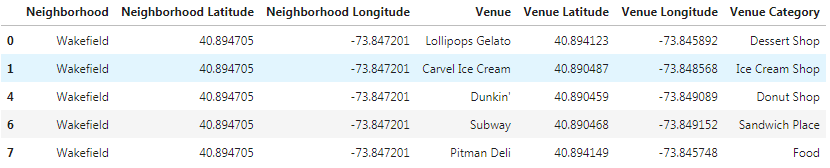 Neighborhood Neighborhood Latitude Neighborhood Longitude Venue Venue Latitude Venue Longitude Venue Category
0 Wakefield 40.894705 -73.847201 Lollipops Gelato 40.894123 -73.845892 Dessert Shop
1 Wakefield 40.894705 -73.847201 Carvel Ice Cream 40.890487 -73.848568 Ice Cream Shop
4 Wakefield 40.894705 -73.847201 Dunkin' 40.890459 -73.849089 Donut Shop
6 Wakefield 40.894705 -73.847201 Subway 40.890468 -73.849152 Sandwich Place
7 Wakefield 40.894705 -73.847201 Pitman Deli 40.894149 -73.845748 Food